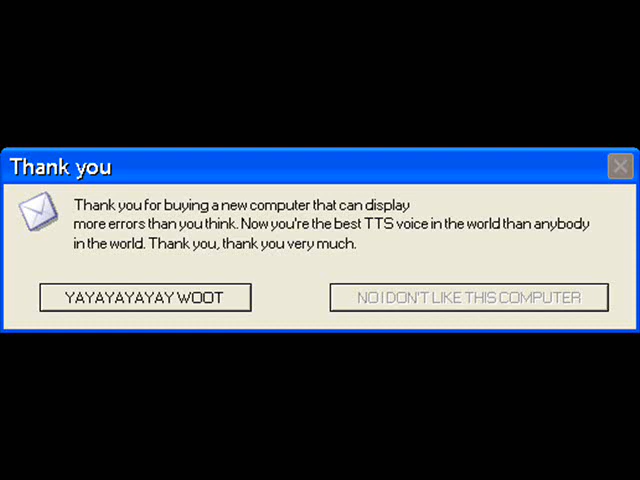 Thank you
Thank you for buying a new computer that can display
more errors than you think. Now you're the best TTS voice in the world than anybody
in the world. Thank you, thank you very much.
YAYAYAYAYAY WOOT
NO I DON'T LIKE THIS COMPUTER